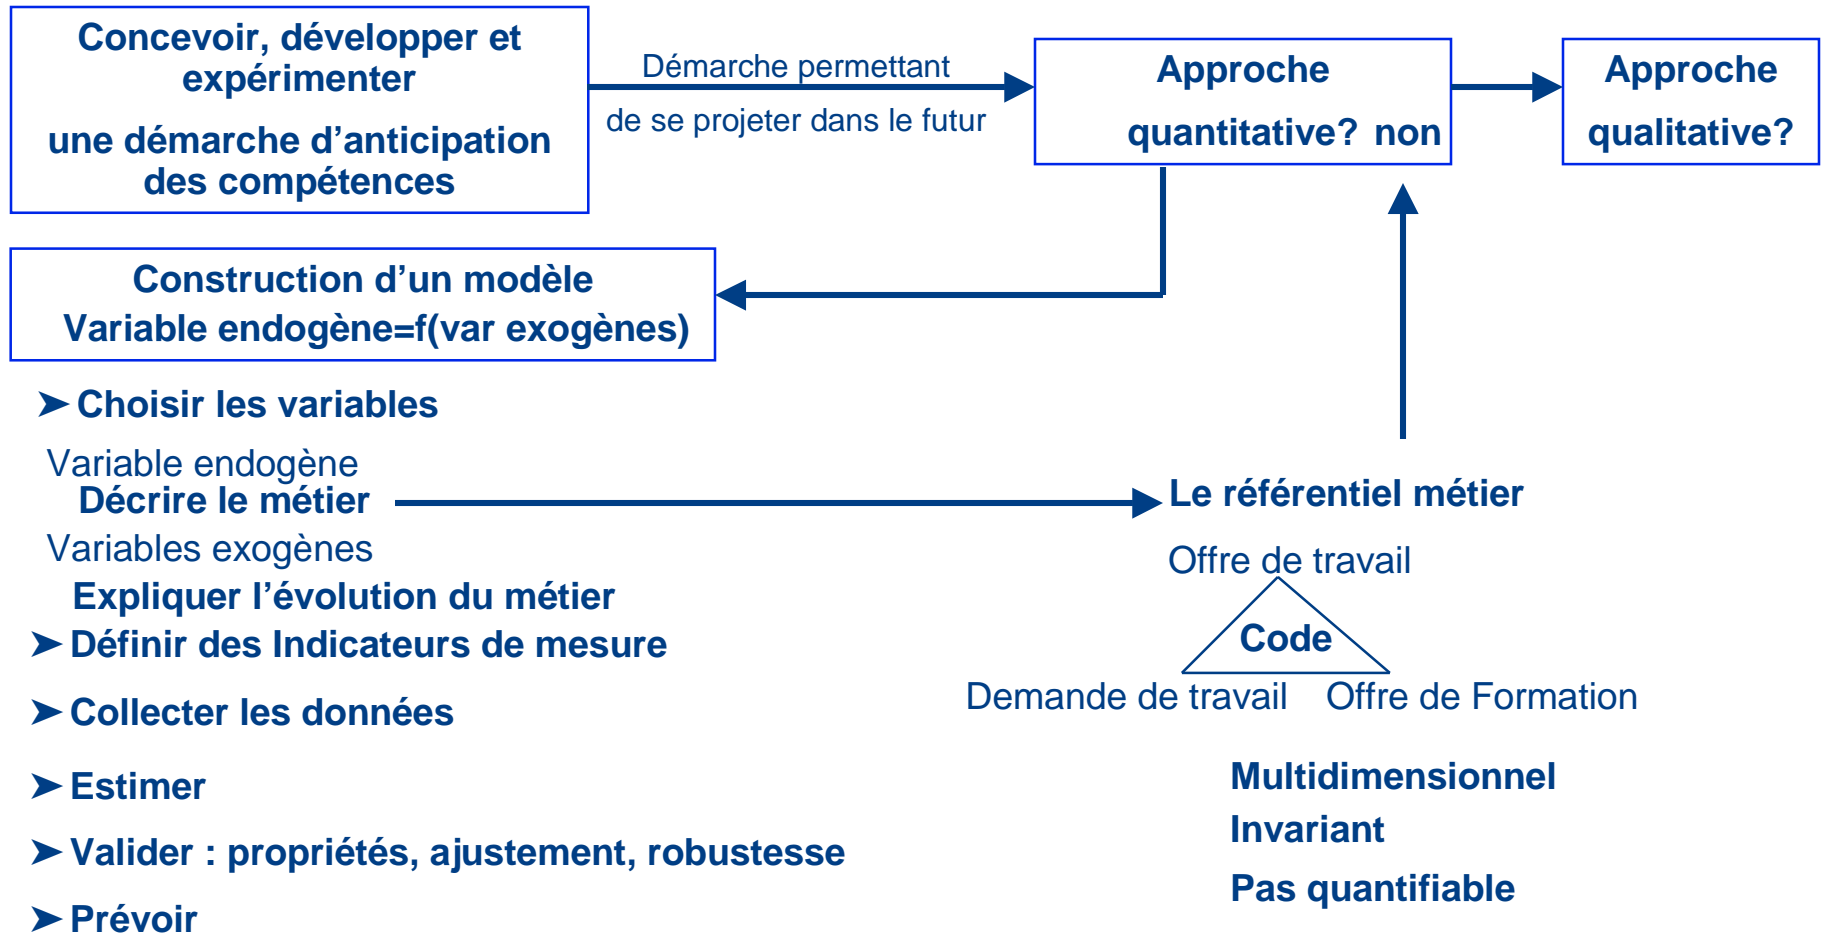 Concevoir, développer et
expérimenter
une démarche d’anticipation
des compétences
Démarche permettant
de se projeter dans le futur
Approche
quantitative? non
Approche
qualitative?
Construction d’un modèle
Variable endogène=f(var exogènes)
➤ Choisir les variables
Variable endogène
Décrire le métier
Variables exogènes
Expliquer l’évolution du métier
➤ Définir des Indicateurs de mesure
➤ Collecter les données
➤ Estimer
➤ Valider : propriétés, ajustement, robustesse
➤ Prévoir
Le référentiel métier
Offre de travail
Code
Demande de travail
Offre de Formation
Multidimensionnel
Invariant
Pas quantifiable